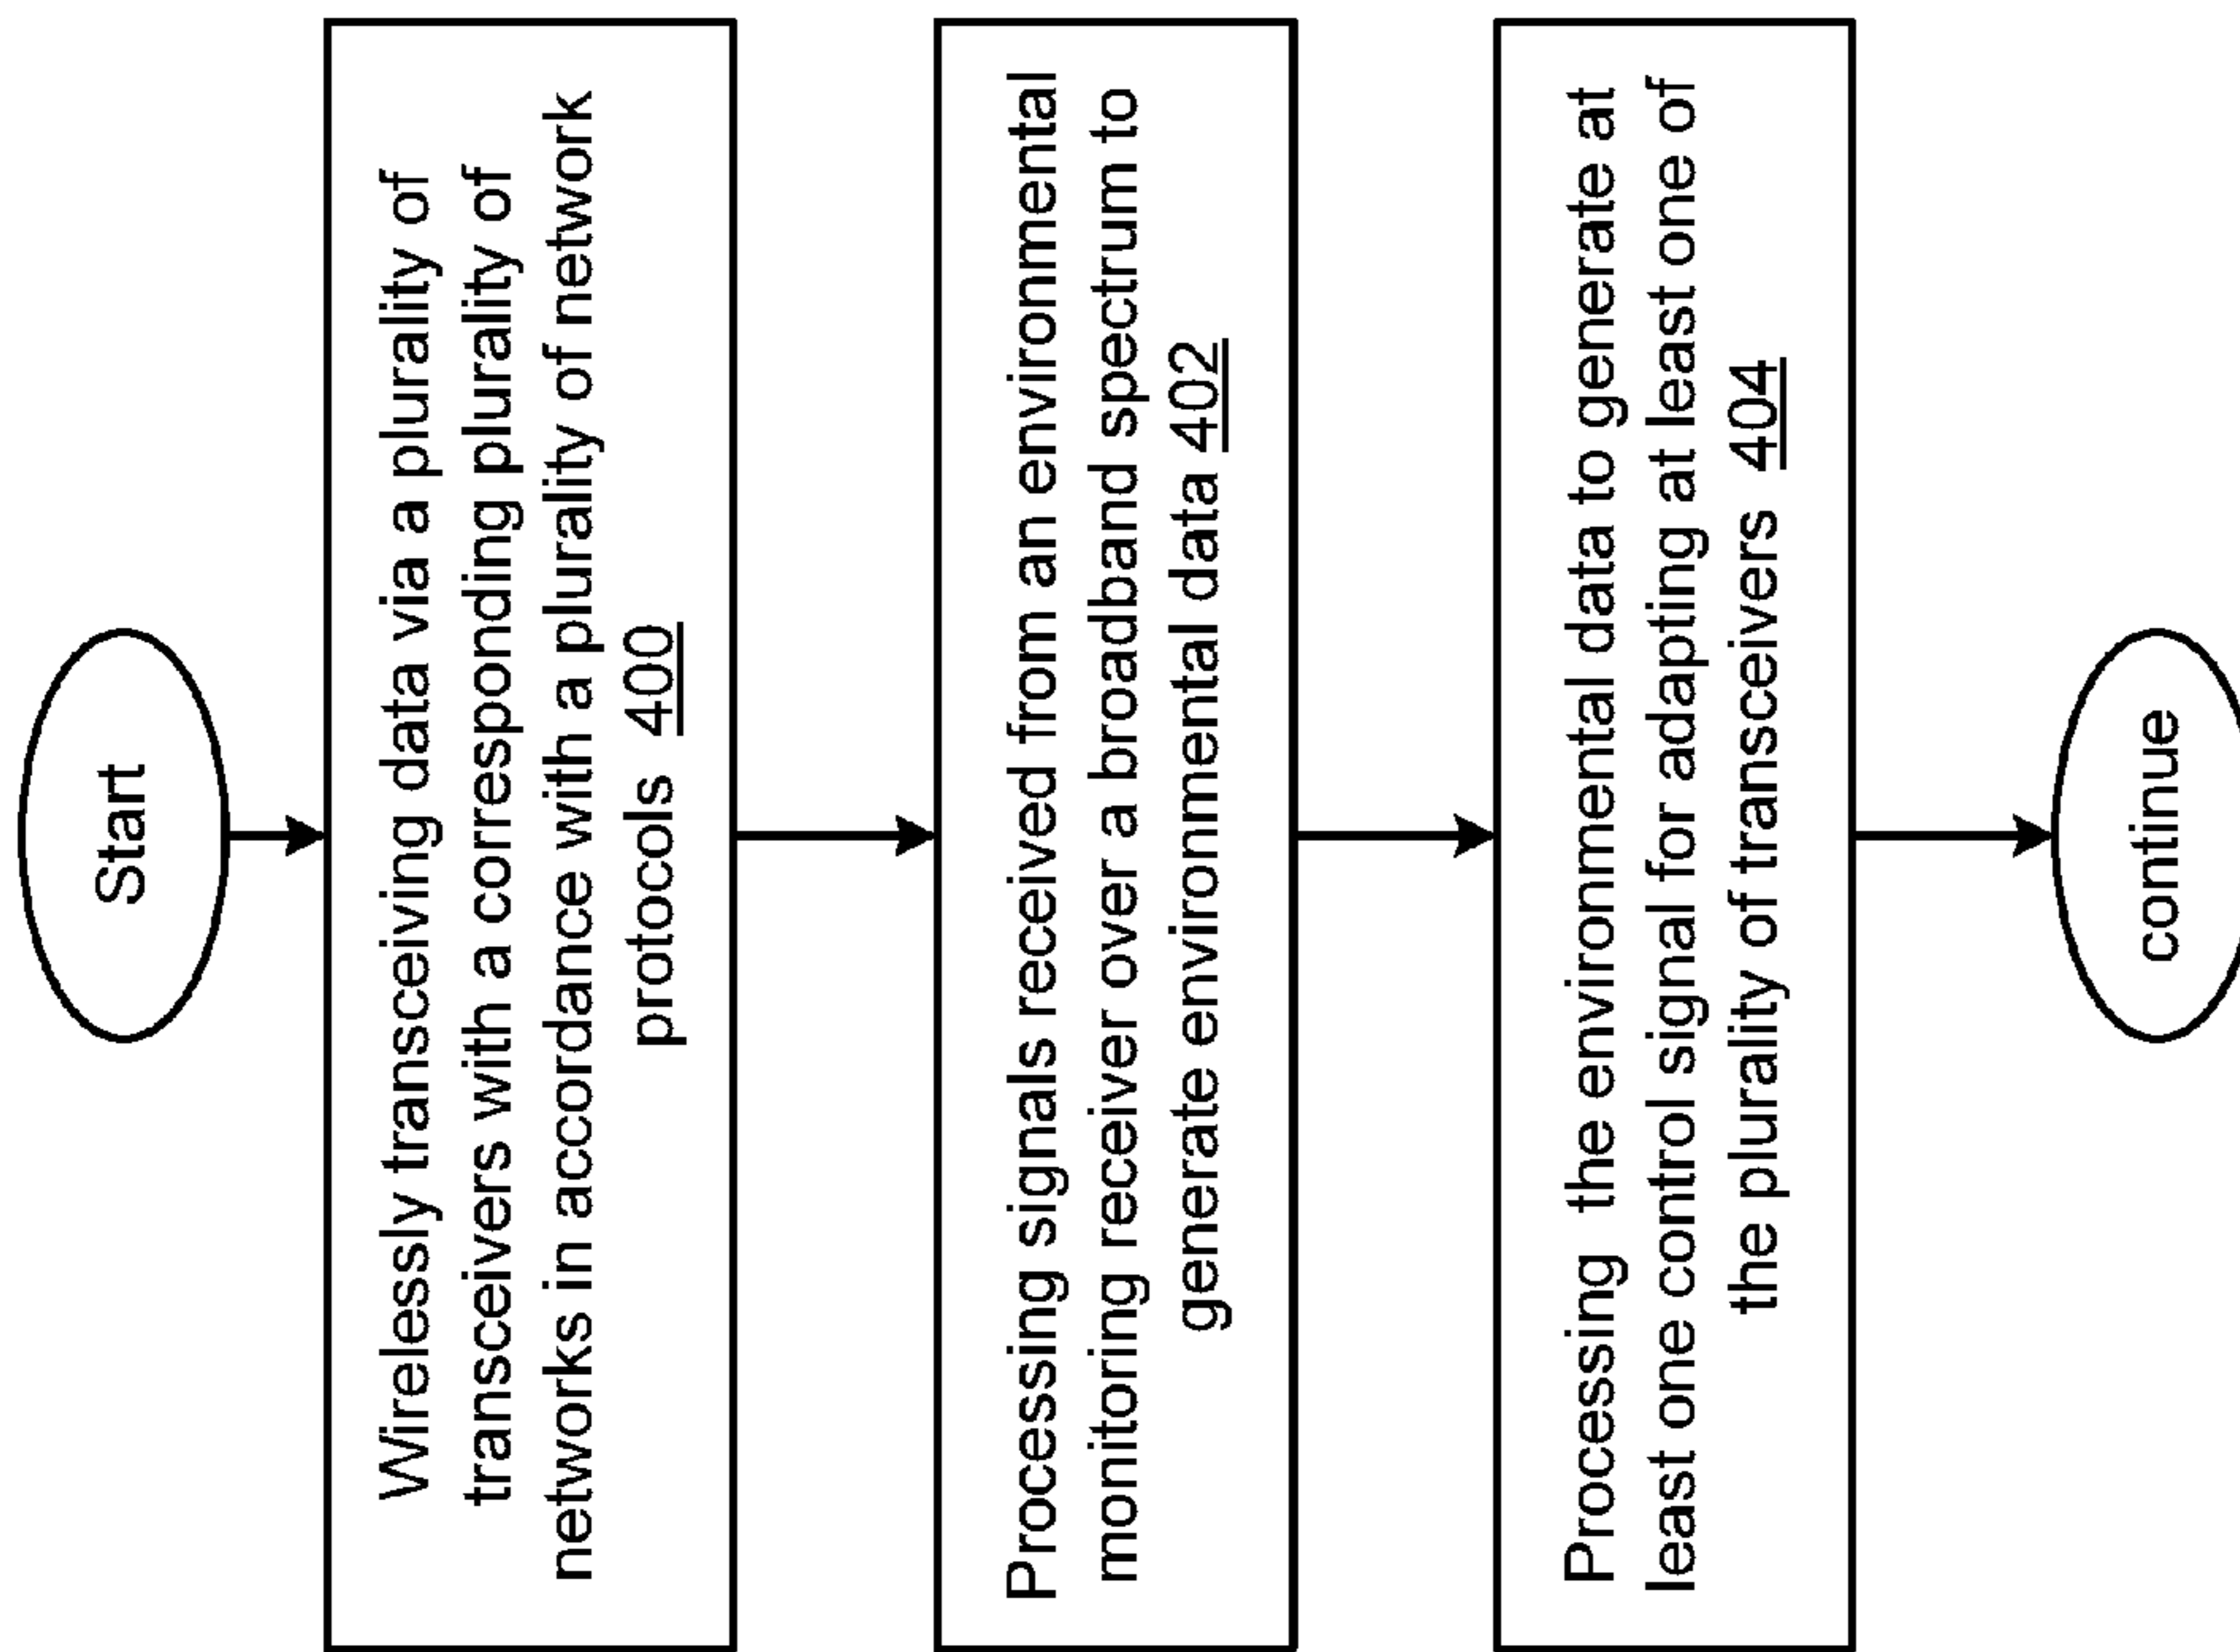 Start
Wirelessly transceiving data via a plurality of
transceivers with a corresponding plurality of
networks in accordance with a plurality of network
protocols 400
Processing signals received from an environmental
monitoring receiver over a broadband spectrum to
generate environmental data 402
Processing the environmental data to generate at
least one control signal for adapting at least one of
the plurality of transceivers 404
continue